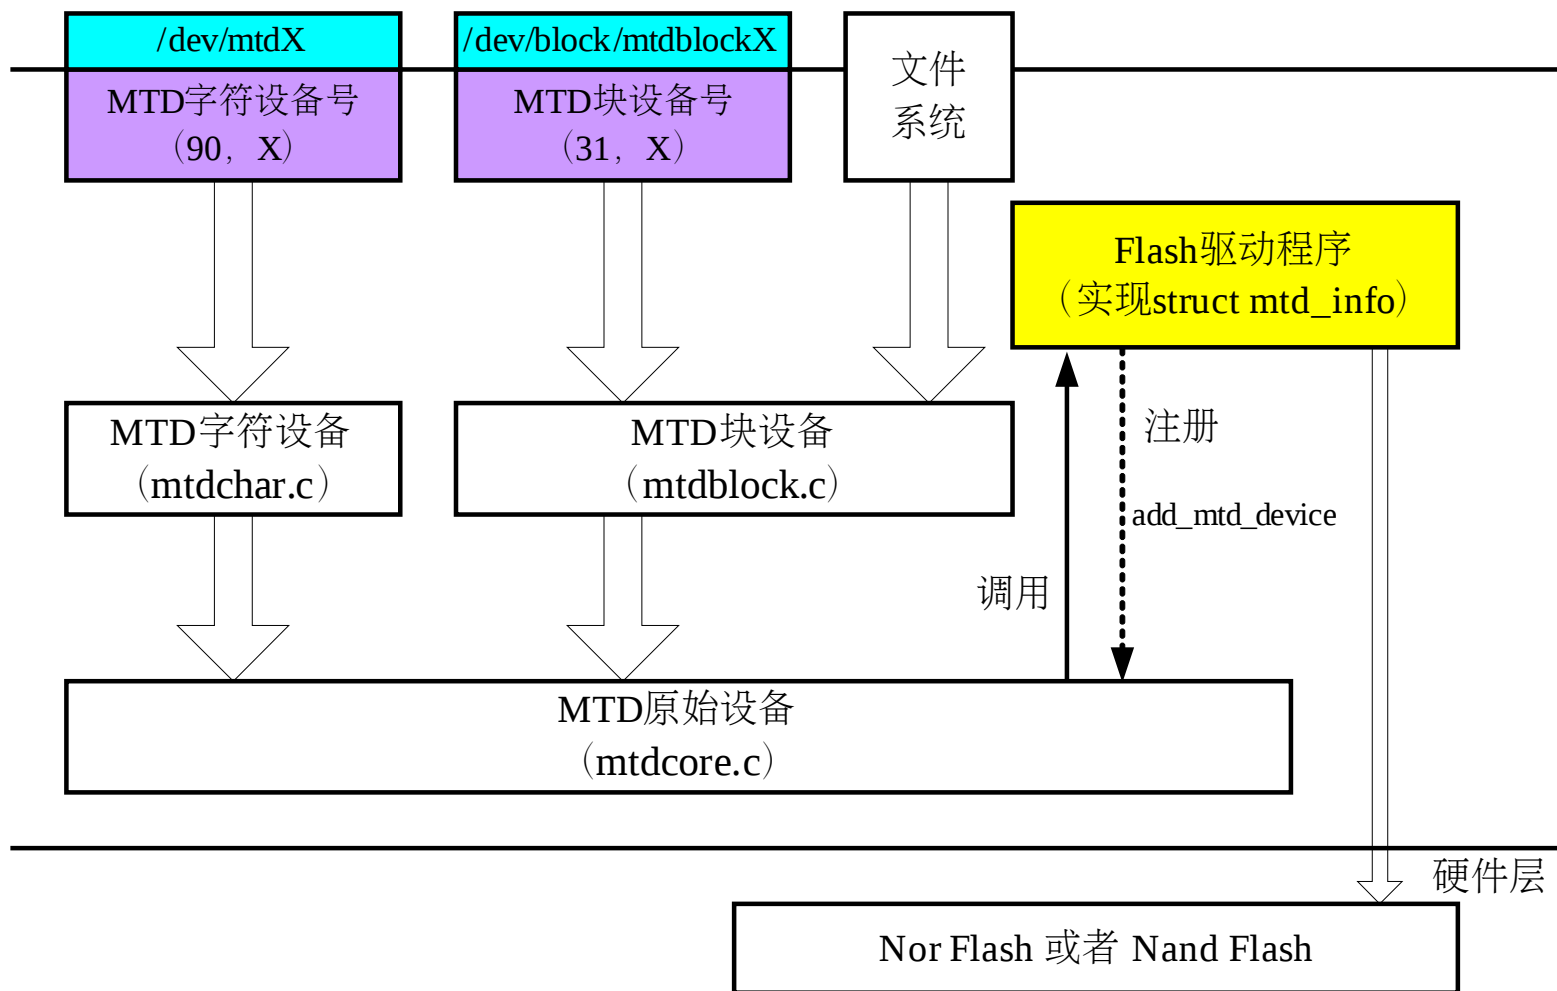 /dev/mtdX
/dev/block/mtdblockX
文件
系统
MTD字符设备号
（90，X）
MTD块设备号
（31，X）
Flash驱动程序
（实现struct mtd_info）
MTD字符设备
（mtdchar.c）
MTD块设备
（mtdblock.c）
注册
add_mtd_device
调用
MTD原始设备
（mtdcore.c）
硬件层
Nor Flash 或者 Nand Flash